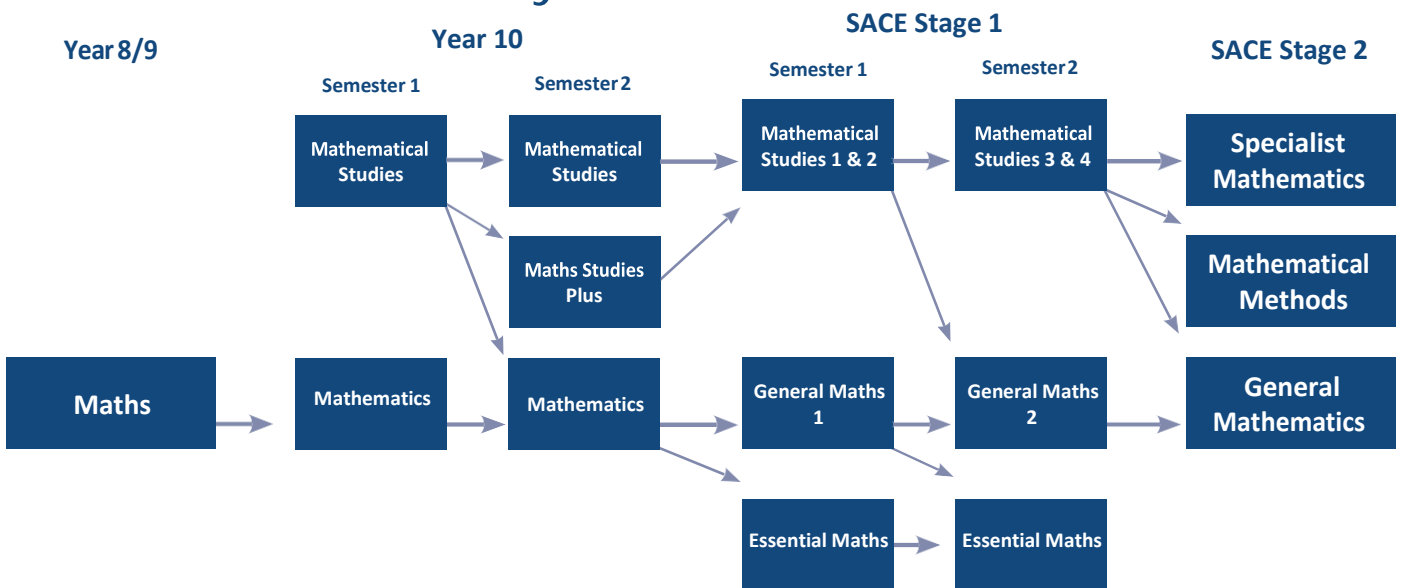 Year 8/9
Year 10
SACE Stage 1
SACE Stage 2
Semester 1
Semester 2
Semester 1
Semester 2
Mathematical
Studies
Mathematical
Studies
Mathematical
Studies 1 & 2
Mathematical
Studies 3 & 4
Specialist
Mathematics
Maths Studies
Plus
Mathematical
Methods
Maths
Mathematics
Mathematics
General Maths
1
General Maths
2
General
Mathematics
Essential Maths
Essential Maths